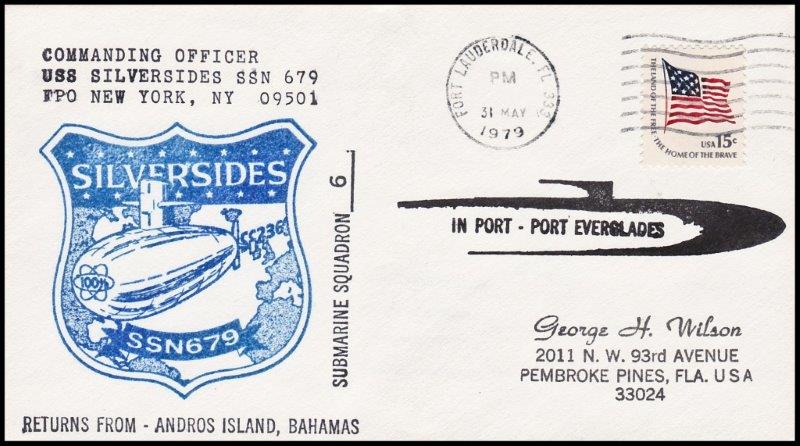 COMMANDING OFFICER
USS SILVERSIDES SSN 679
FPO NEW YORK, NY 09501
FORT LAUDERDALE, FL 333
PM
31 MAY
1979
THE LAND OF THE FREE, THE HOME OF THE BRAVE
USA 15c
SILVERSIDES
SS236
100%
SSN679
SUBMARINE SQUADRON 6
IN PORT - PORT EVERGLADES
George H. Wilson
2011 N. W. 93rd AVENUE
PEMBROKE PINES, FLA. USA
33024
RETURNS FROM - ANDROS ISLAND, BAHAMAS